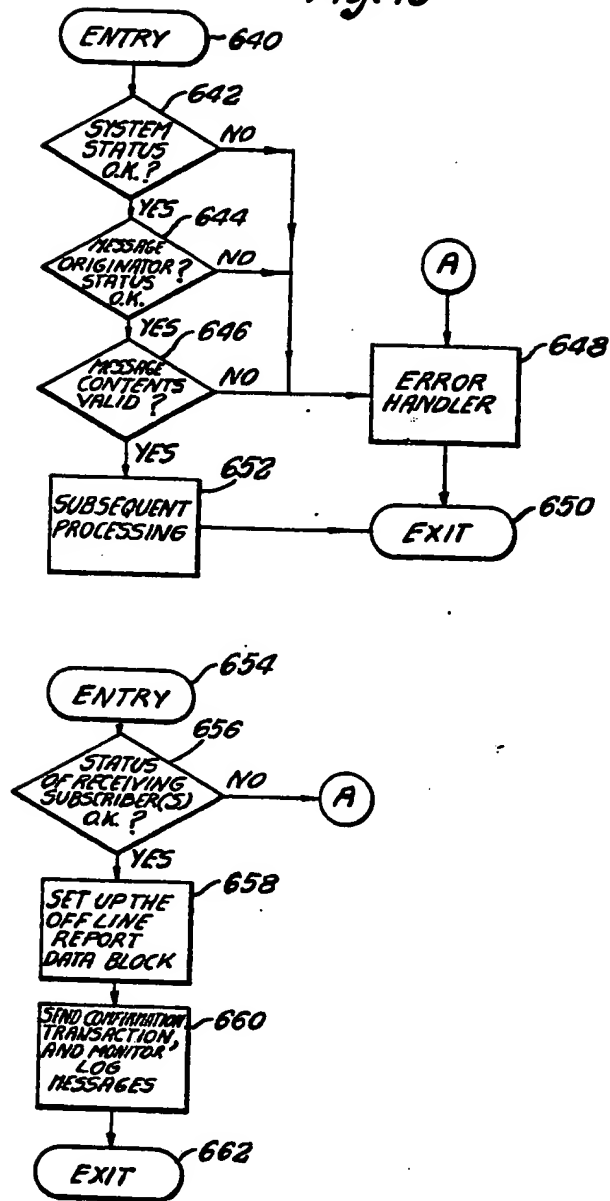 ENTRY 640
642
SYSTEM
STATUS
O.K.?
NO
YES
644
MESSAGE
ORIGINATOR?
STATUS
O.K.
NO
YES
646
MESSAGE
CONTENTS
VALID?
NO
YES
A
648
ERROR
HANDLER
652
SUBSEQUENT
PROCESSING
EXIT 650
ENTRY 654
656
STATUS
OF RECEIVING
SUBSCRIBER(S)
O.K.?
NO
A
YES
658
SET UP THE
OFF LINE
REPORT
DATA BLOCK
660
SEND CONFIRMATION,
TRANSACTION,
AND MONITOR
LOG
MESSAGES
EXIT 662